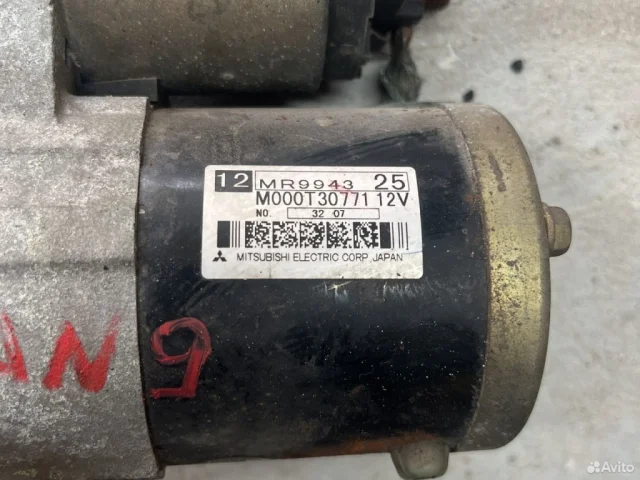 12 MR9943 25
M000T30771 12V
NO. 32 07
MITSUBISHI ELECTRIC CORP. JAPAN
AN 9
Avito